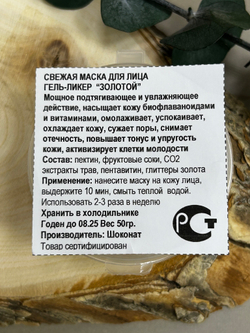 СВЕЖАЯ МАСКА ДЛЯ ЛИЦА
ГЕЛЬ-ЛИКЕР "ЗОЛОТОЙ"
Мощное подтягивающее и увлажняющее
действие, насыщает кожу биофлаваноидами
и витаминами, омолаживает, успокаивает,
охлаждает кожу, сужает поры, снимает
отечность, повышает тонус и упругость
кожи, активизирует клетки молодости
Состав: пектин, фруктовые соки, СО2
экстракты трав, пентавитин, глиттеры золота
Применение: нанесите маску на кожу лица,
выдержите 10 мин, смыть теплой водой.
Использовать 2-3 раза в неделю
Хранить в холодильнике
Годен до 08.25 Вес 50гр.
Производитель: Шоконат
Товар сертифицирован
РСТ